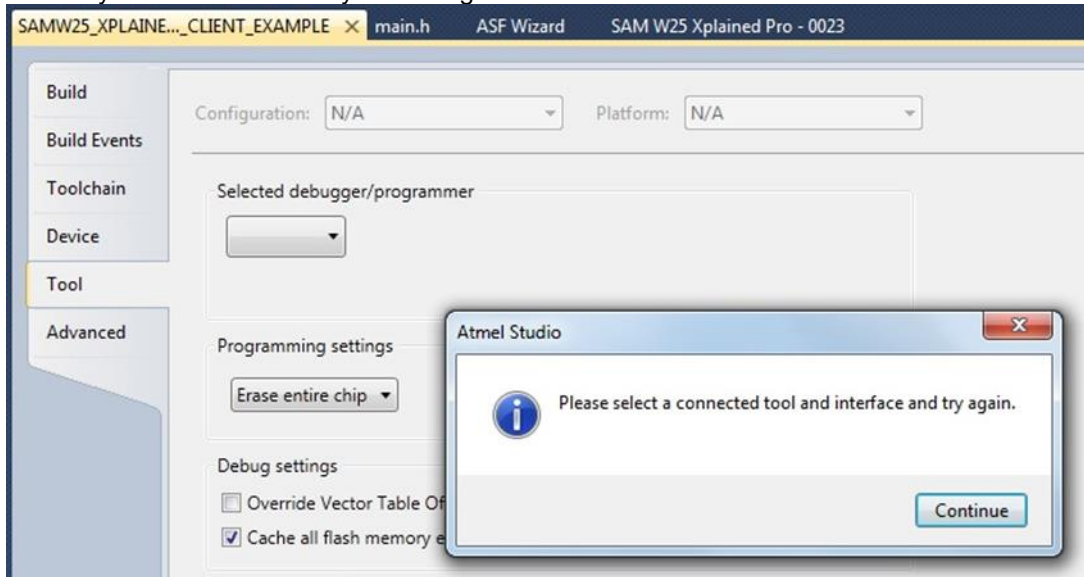 SAMW25_XPLAINE..._CLIENT_EXAMPLE × main.h ASF Wizard SAM W25 Xplained Pro - 0023
Build
Configuration: N/A Platform: N/A
Build Events
Toolchain
Selected debugger/programmer
Device
Tool
Advanced
Atmel Studio
Programming settings
Erase entire chip
Please select a connected tool and interface and try again.
Debug settings
Override Vector Table Of
Cache all flash memory e
Continue